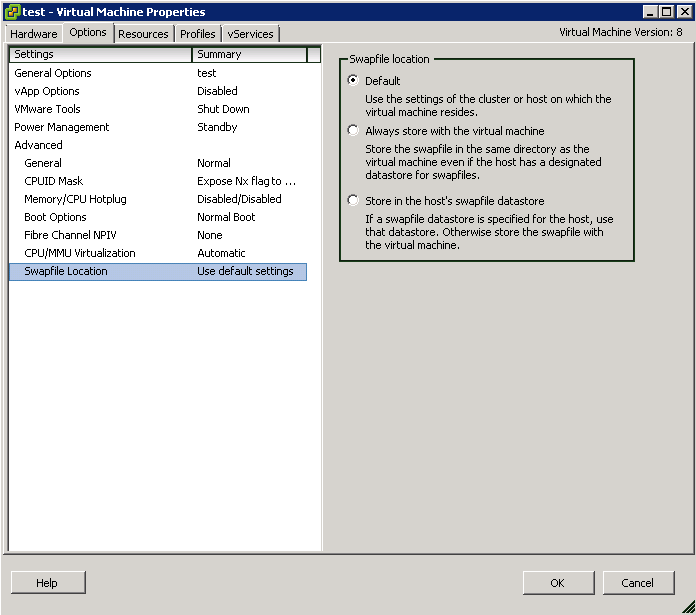 test - Virtual Machine Properties
Hardware Options Resources Profiles vServices Virtual Machine Version: 8
Settings Summary
General Options test
vApp Options Disabled
VMware Tools Shut Down
Power Management Standby
Advanced
General Normal
CPUID Mask Expose Nx flag to ...
Memory/CPU Hotplug Disabled/Disabled
Boot Options Normal Boot
Fibre Channel NPIV None
CPU/MMU Virtualization Automatic
Swapfile Location Use default settings
Swapfile location
Default
Use the settings of the cluster or host on which the
virtual machine resides.
Always store with the virtual machine
Store the swapfile in the same directory as the
virtual machine even if the host has a designated
datastore for swapfiles.
Store in the host's swapfile datastore
If a swapfile datastore is specified for the host, use
that datastore. Otherwise store the swapfile with
the virtual machine.
Help OK Cancel